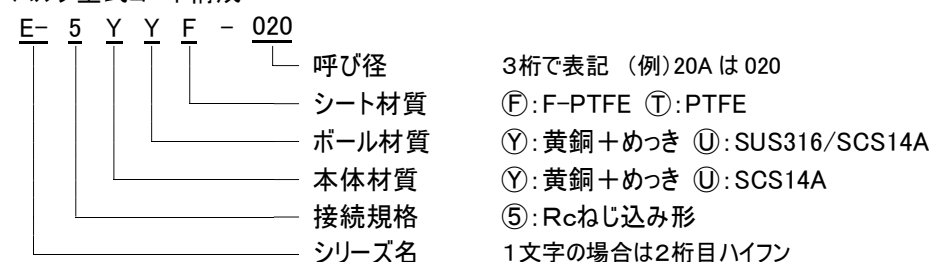 E- 5 Y Y F - 020
呼び径 3桁で表記 (例)20A は 020
シート材質 Ⓕ:F-PTFE Ⓣ:PTFE
ボール材質 Ⓨ:黄銅+めっき Ⓤ:SUS316/SCS14A
本体材質 Ⓨ:黄銅+めっき Ⓤ:SCS14A
接続規格 ⑤:Rcねじ込み形
シリーズ名 1文字の場合は2桁目ハイフン